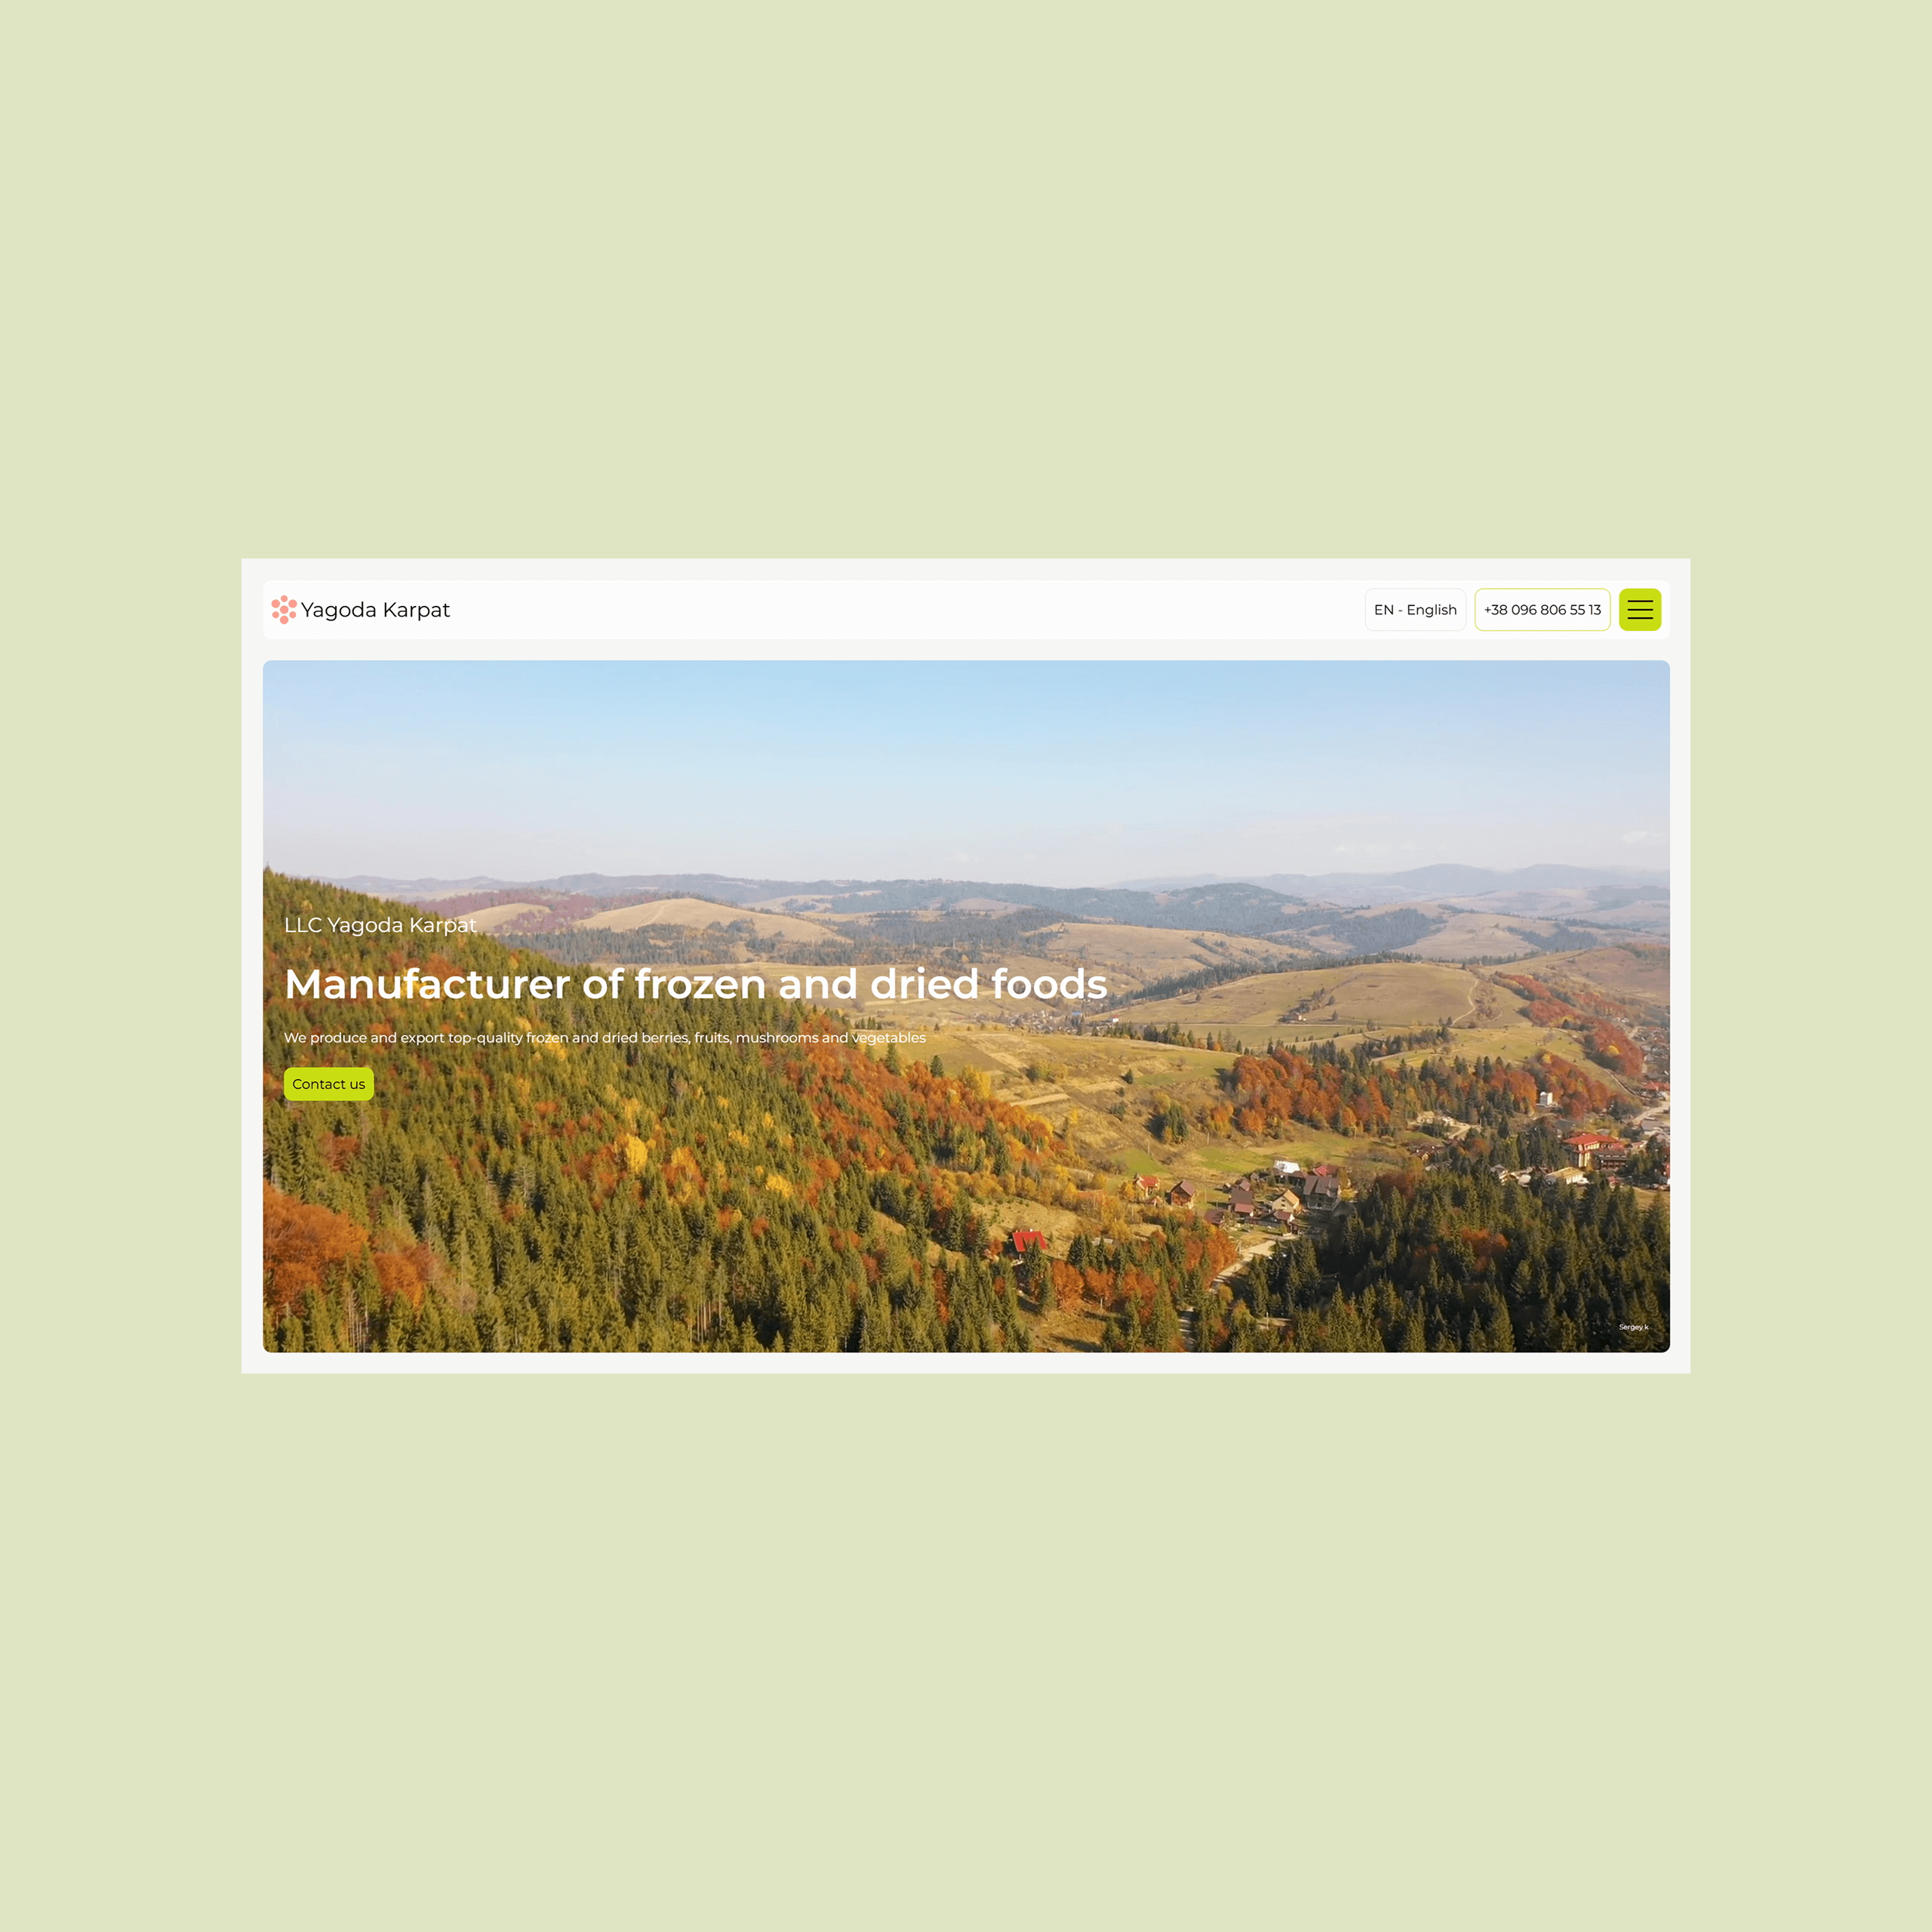 Yagoda Karpat
EN - English
+38 096 806 55 13
LLC Yagoda Karpat
Manufacturer of frozen and dried foods
We produce and export top-quality frozen and dried berries, fruits, mushrooms and vegetables
Contact us
Sergey k